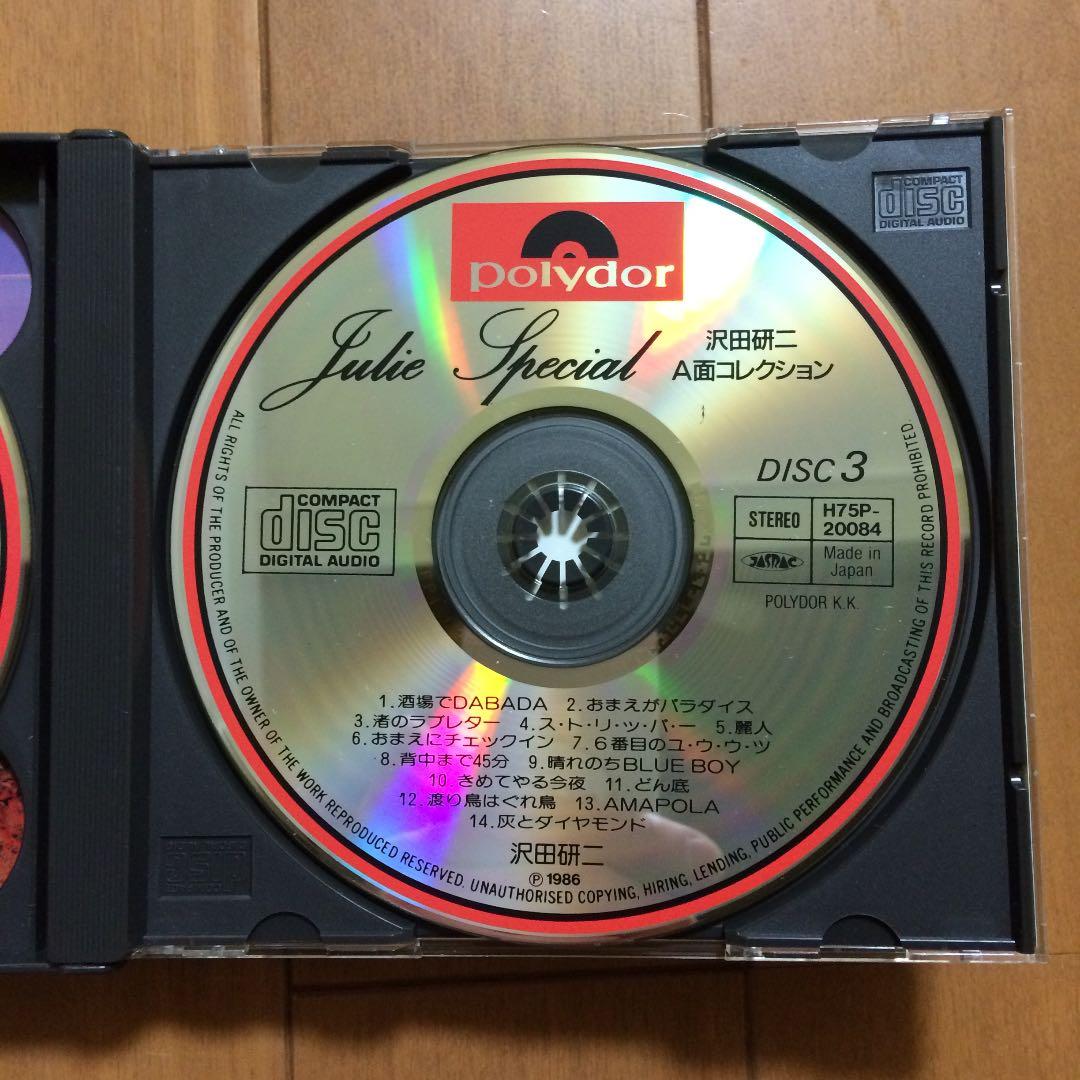 COMPACT
disc
DIGITAL AUDIO
polydor
Julie Special
沢田研二
A面コレクション
DISC 3
COMPACT
disc
DIGITAL AUDIO
STEREO
H75P-
20084
JASRAC
Made in
Japan
POLYDOR K.K.
1.酒場でDABADA 2.おまえがパラダイス
3.渚のラブレター 4.ス・ト・リ・ッ・パ・ー 5.麗人
6.おまえにチェックイン 7.6番目のユ・ウ・ウ・ツ
8.背中まで45分 9.晴れのちBLUE BOY
10.きめてやる今夜 11.どん底
12.渡り鳥はぐれ鳥 13.AMAPOLA
14.灰とダイヤモンド
沢田研二
Ⓟ1986
ALL RIGHTS OF THE PRODUCER AND OF THE OWNER OF THE WORK REPRODUCED RESERVED. UNAUTHORISED COPYING, HIRING, LENDING, PUBLIC PERFORMANCE AND BROADCASTING OF THIS RECORD PROHIBITED.